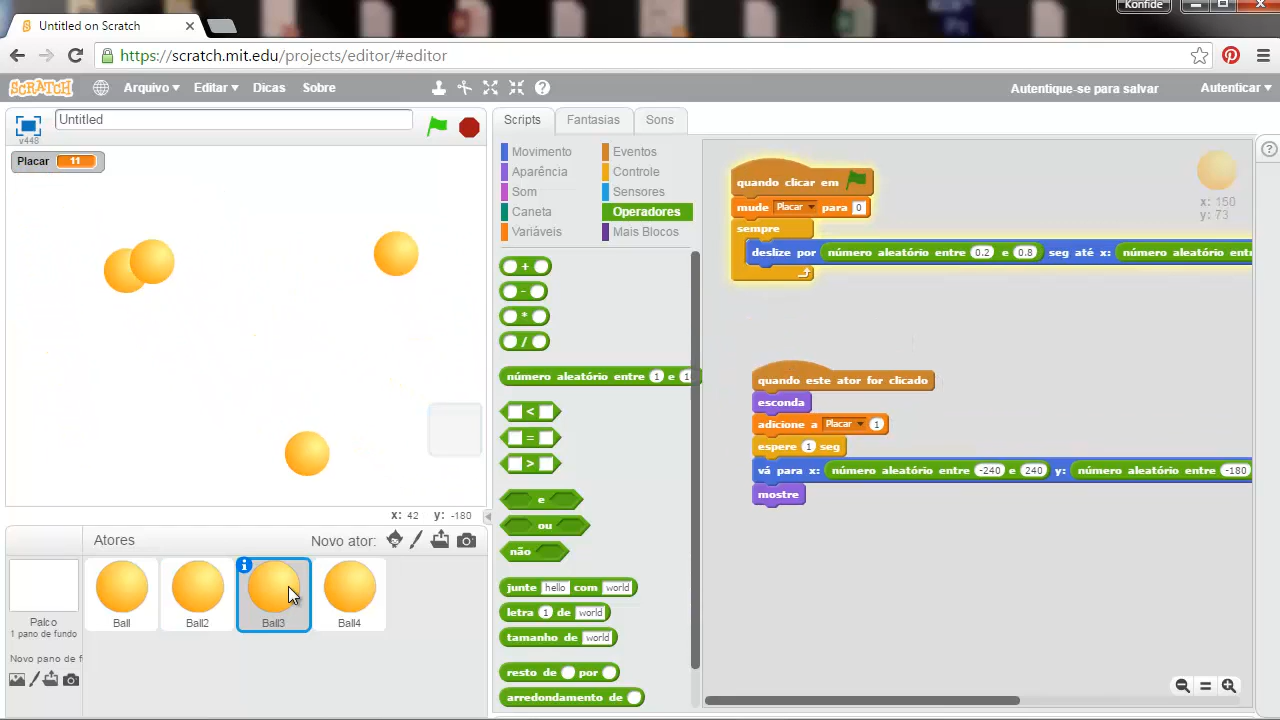 Konfide
Untitled on Scratch
https://scratch.mit.edu/projects/editor/#editor
SCRATCH Arquivo Editar Dicas Sobre Autentique-se para salvar Autenticar
v448
Untitled
Placar 11
x: 42 y: -180
Scripts Fantasias Sons
Movimento Eventos
Aparência Controle
Som Sensores
Caneta Operadores
Variáveis Mais Blocos
+
-
*
/
número aleatório entre 1 e 1
<
=
>
e
ou
não
junte hello com world
letra 1 de world
tamanho de world
resto de por
arredondamento de
quando clicar em
mude Placar para 0
sempre
deslize por número aleatório entre 0.2 e 0.8 seg até x: número aleatório
x: 150
y: 73
quando este ator for clicado
esconda
adicione a Placar 1
espere 1 seg
vá para x: número aleatório entre -240 e 240 y: número aleatório entre -180
mostre
Atores Novo ator:
Palco
1 pano de fundo
Novo pano de f
Ball Ball2 Ball3 Ball4